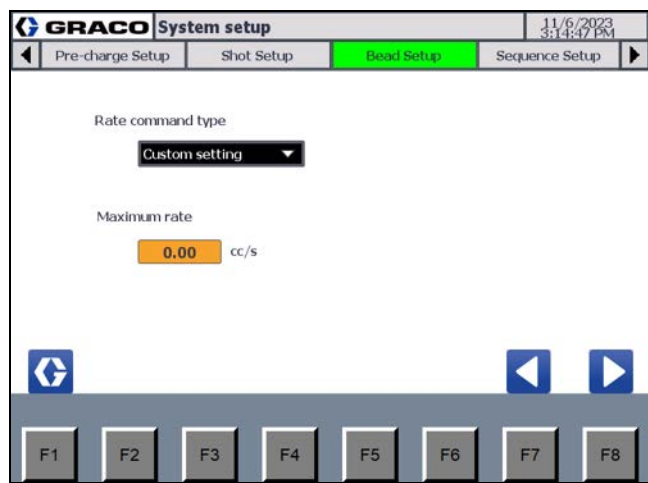 GRACO System setup 11/6/2023
3:14:47 PM
Pre-charge Setup Shot Setup Bead Setup Sequence Setup
Rate command type
Custom setting
Maximum rate
0.00 cc/s
F1 F2 F3 F4 F5 F6 F7 F8